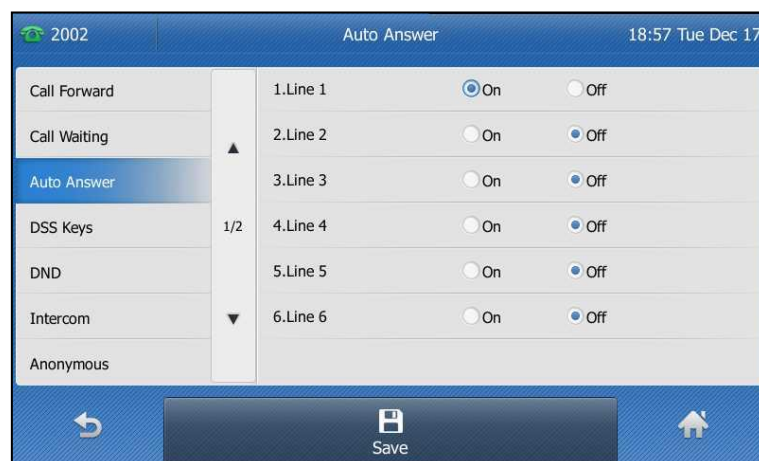 2002 Auto Answer 18:57 Tue Dec 17
Call Forward 1.Line 1 On Off
Call Waiting 2.Line 2 On Off
Auto Answer 3.Line 3 On Off
DSS Keys 1/2 4.Line 4 On Off
DND 5.Line 5 On Off
Intercom 6.Line 6 On Off
Anonymous
Save